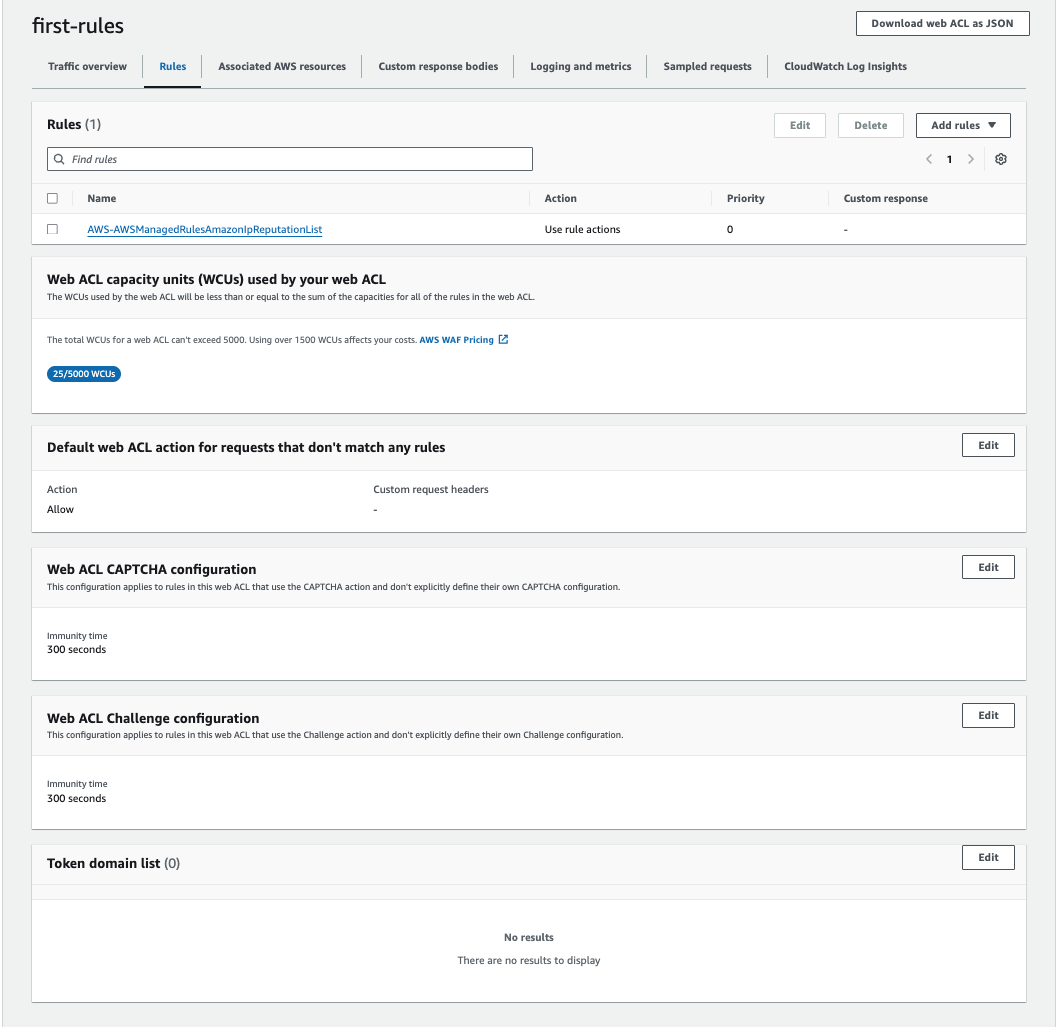 first-rules
Download web ACL as JSON
Traffic overview
Rules
Associated AWS resources
Custom response bodies
Logging and metrics
Sampled requests
CloudWatch Log Insights
Rules (1)
Edit
Delete
Add rules
Find rules
1
Name
Action
Priority
Custom response
AWS-AWSManagedRulesAmazonIpReputationList
Use rule actions
0
-
Web ACL capacity units (WCUs) used by your web ACL
The WCUs used by the web ACL will be less than or equal to the sum of the capacities for all of the rules in the web ACL.
The total WCUs for a web ACL can't exceed 5000. Using over 1500 WCUs affects your costs. AWS WAF Pricing
25/5000 WCUs
Default web ACL action for requests that don't match any rules
Edit
Action
Custom request headers
Allow
-
Web ACL CAPTCHA configuration
Edit
This configuration applies to rules in this web ACL that use the CAPTCHA action and don't explicitly define their own CAPTCHA configuration.
Immunity time
300 seconds
Web ACL Challenge configuration
Edit
This configuration applies to rules in this web ACL that use the Challenge action and don't explicitly define their own Challenge configuration.
Immunity time
300 seconds
Token domain list (0)
Edit
No results
There are no results to display